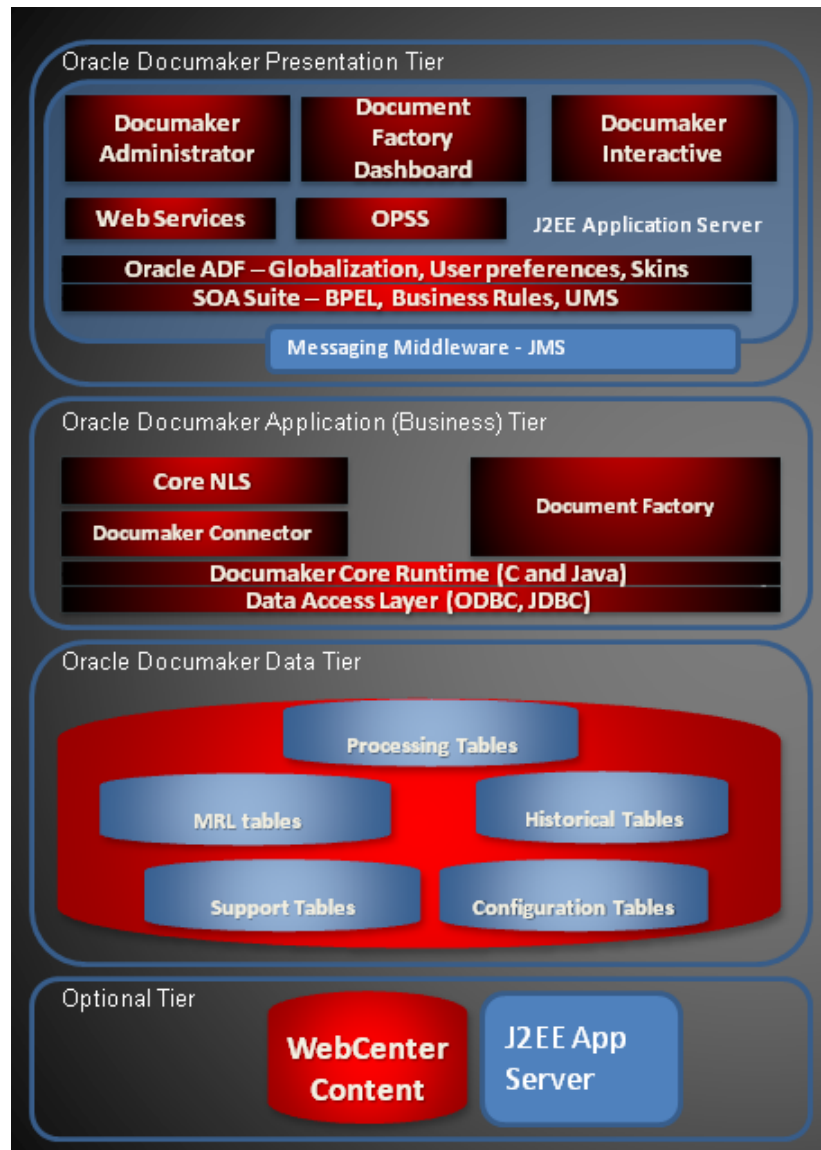 Oracle Documaker Presentation Tier
Documaker
Administrator
Document
Factory
Dashboard
Documaker
Interactive
Web Services
OPSS
J2EE Application Server
Oracle ADF – Globalization, User preferences, Skins
SOA Suite – BPEL, Business Rules, UMS
Messaging Middleware - JMS
Oracle Documaker Application (Business) Tier
Core NLS
Documaker Connector
Document Factory
Documaker Core Runtime (C and Java)
Data Access Layer (ODBC, JDBC)
Oracle Documaker Data Tier
Processing Tables
MRL tables
Historical Tables
Support Tables
Configuration Tables
Optional Tier
WebCenter
Content
J2EE App
Server